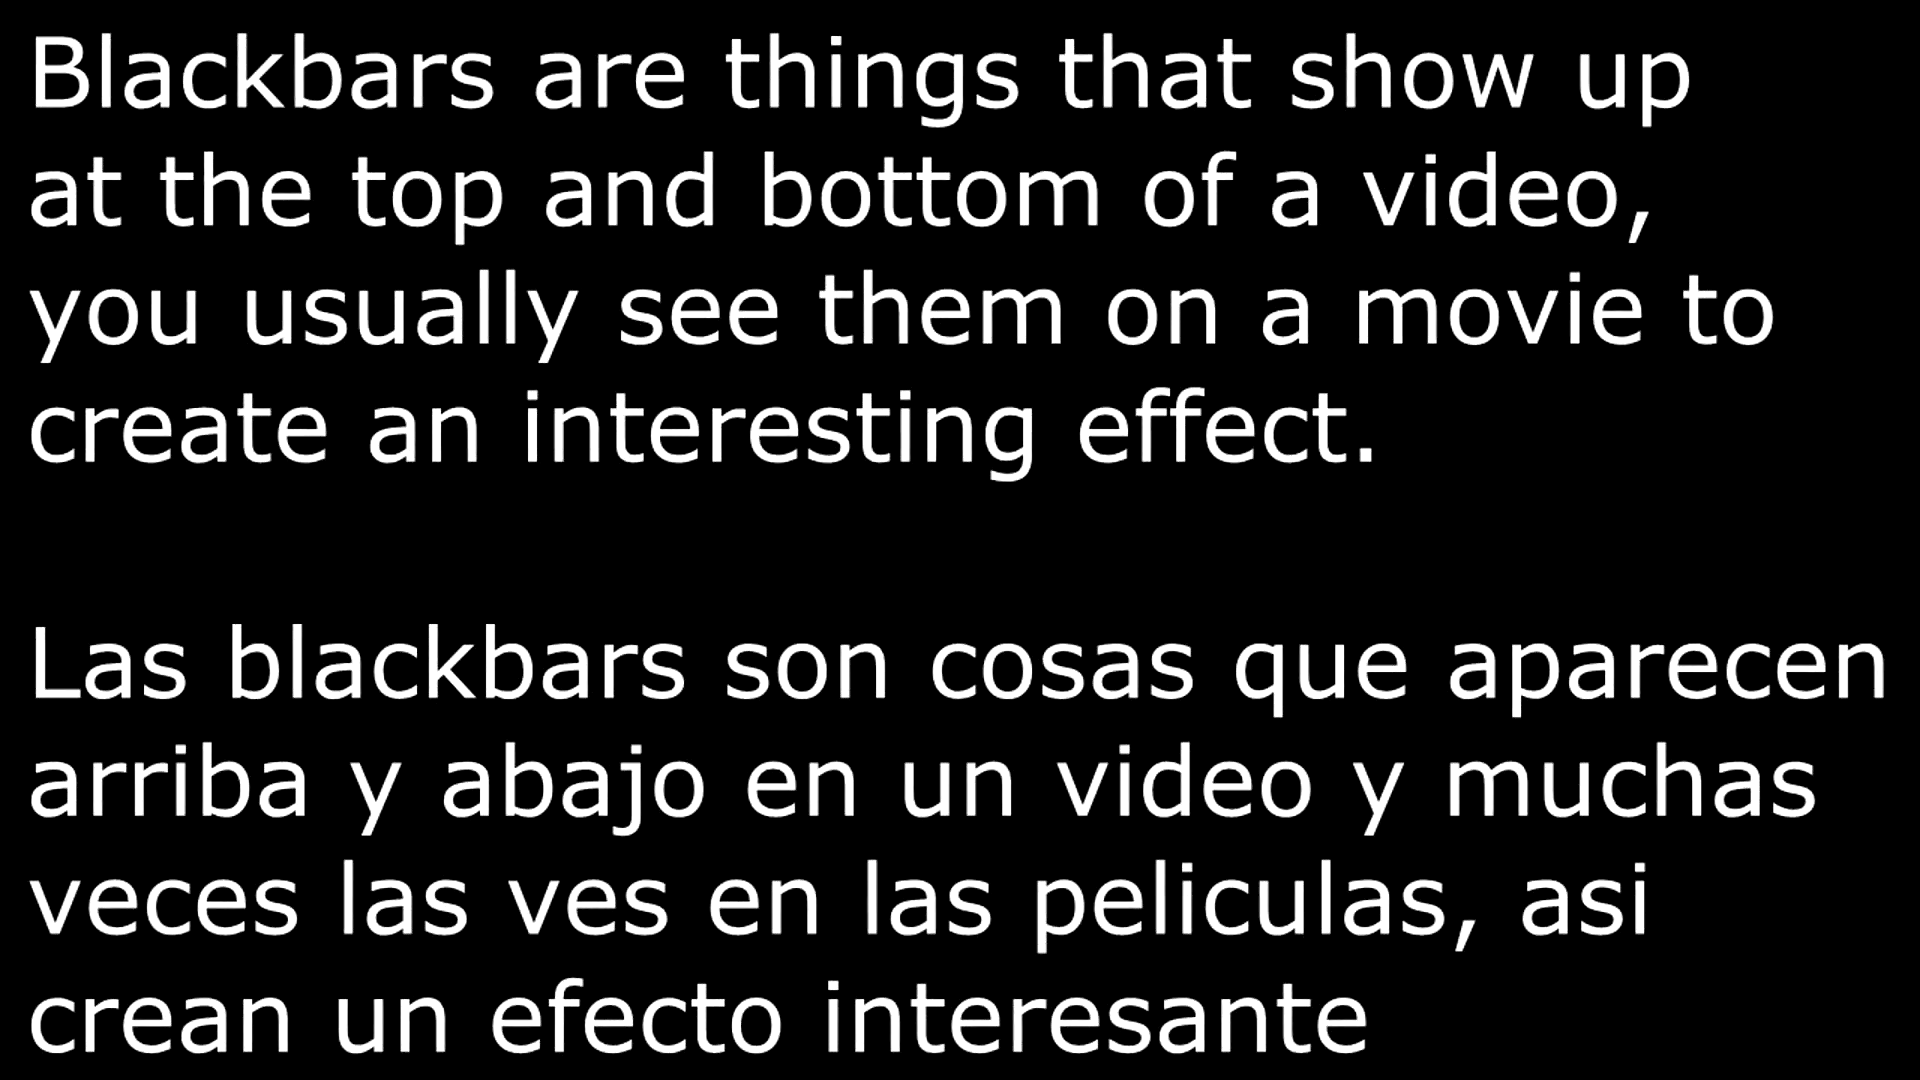 Blackbars are things that show up
at the top and bottom of a video,
you usually see them on a movie to
create an interesting effect.
Las blackbars son cosas que aparecen
arriba y abajo en un video y muchas
veces las ves en las peliculas, asi
crean un efecto interesante